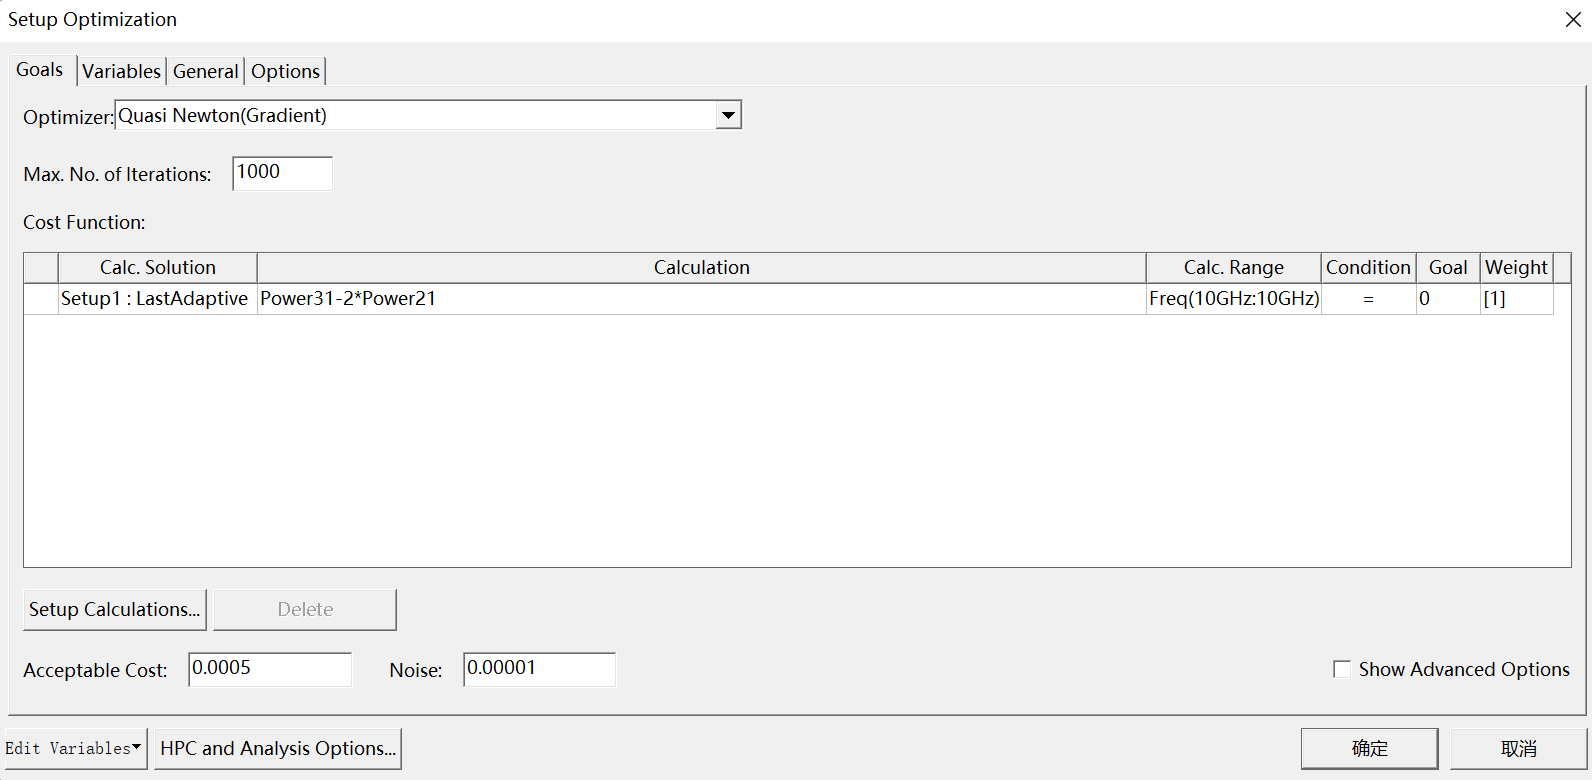 Setup Optimization
Goals Variables General Options
Optimizer: Quasi Newton(Gradient)
Max. No. of Iterations: 1000
Cost Function:
Calc. Solution Calculation Calc. Range Condition Goal Weight
Setup1 : LastAdaptive Power31-2*Power21 Freq(10GHz:10GHz) = 0 [1]
Setup Calculations... Delete
Acceptable Cost: 0.0005 Noise: 0.00001 Show Advanced Options
Edit Variables HPC and Analysis Options... 确定 取消